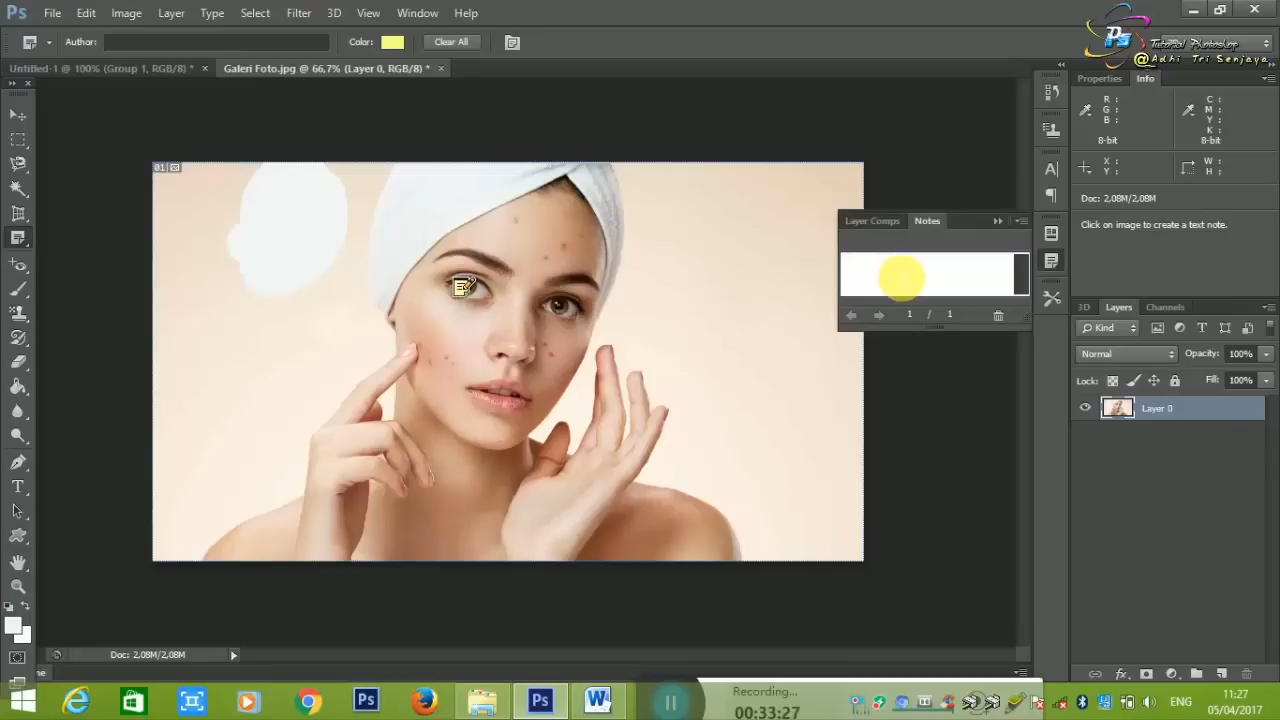 Ps File Edit Image Layer Type Select Filter 3D View Window Help
Author: Color: Clear All
Ps Tutorial Photoshop
@Adhi Tri Senjaya
Untitled-1 @ 100% (Group 1, RGB/8) * × Galeri Foto.jpg @ 66,7% (Layer 0, RGB/8) * ×
Properties Info
R : C :
G : M :
B : Y :
K :
8-bit 8-bit
X : W :
Y : H :
Doc: 2,08M/2,08M
Click on image to create a text note.
01
Layer Comps Notes
1 / 1
3D Layers Channels
Kind
Normal Opacity: 100%
Lock: Fill: 100%
Layer 0
Doc: 2,08M/2,08M
Recording...
00:33:27
ENG
11:27
05/04/2017